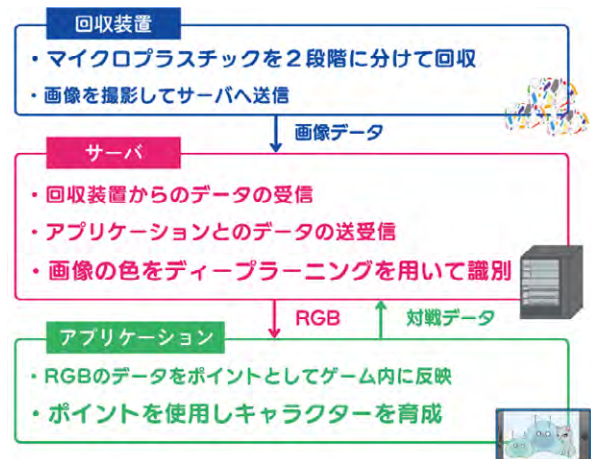 回収装置
・マイクロプラスチックを２段階に分けて回収
・画像を撮影してサーバへ送信
画像データ
サーバ
・回収装置からのデータの受信
・アプリケーションとのデータの送受信
・画像の色をディープラーニングを用いて識別
RGB 対戦データ
アプリケーション
・RGBのデータをポイントとしてゲーム内に反映
・ポイントを使用しキャラクターを育成